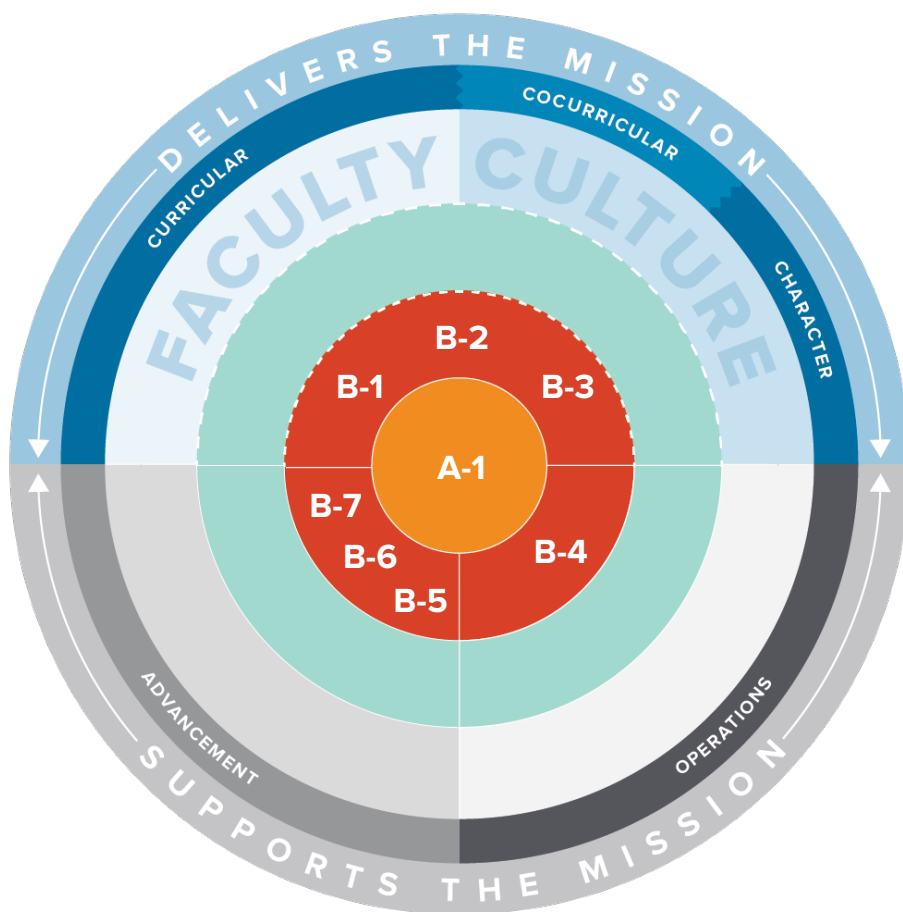 DELIVERS THE MISSION
CURRICULAR
COCURRICULAR
CHARACTER
FACULTY CULTURE
B-2
B-1
B-3
A-1
B-7
B-6
B-5
B-4
ADVANCEMENT
OPERATIONS
SUPPORTS THE MISSION